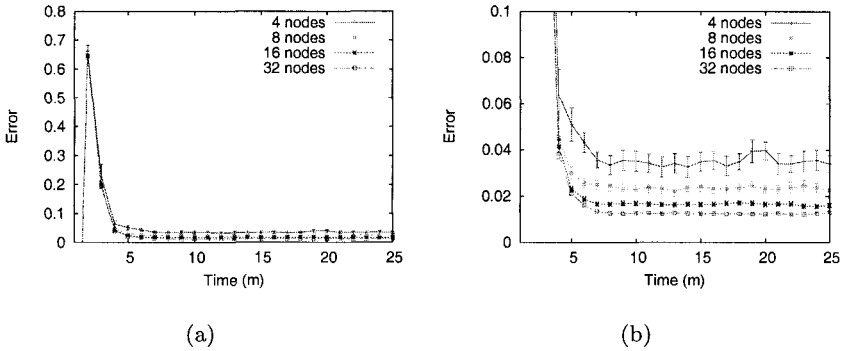 4 nodes
8 nodes
16 nodes
32 nodes
0.8
0.7
0.6
0.5
0.4
0.3
0.2
0.1
0
Error
5
10
15
20
25
Time (m)
(a)
4 nodes
8 nodes
16 nodes
32 nodes
0.1
0.08
0.06
0.04
0.02
0
Error
5
10
15
20
25
Time (m)
(b)